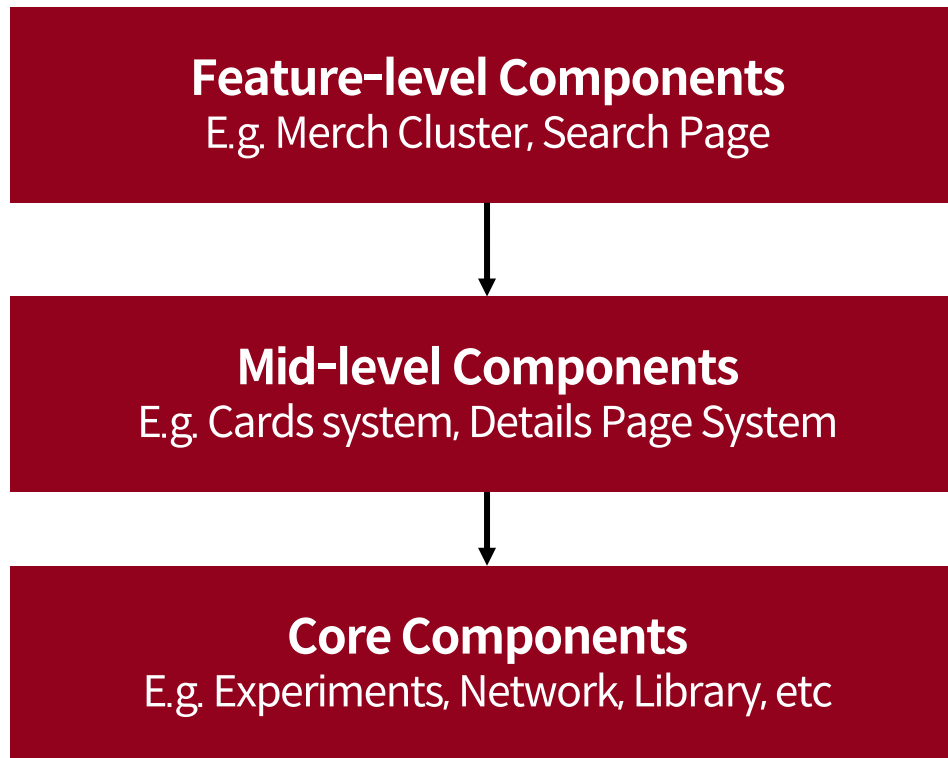 Feature-level Components
E.g. Merch Cluster, Search Page
Mid-level Components
E.g. Cards system, Details Page System
Core Components
E.g. Experiments, Network, Library, etc